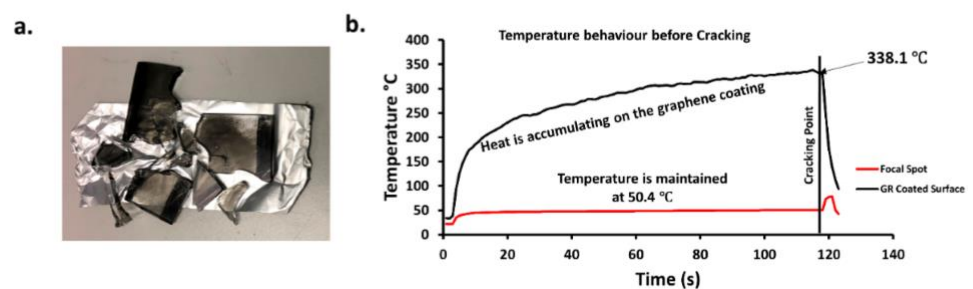 a.
b.
Temperature behaviour before Cracking
Temperature °C
400
350
300
250
200
150
100
50
0
338.1 °C
Heat is accumulating on the graphene coating
Cracking Point
Temperature is maintained
at 50.4 °C
Focal Spot
GR Coated Surface
0
20
40
60
80
100
120
140
Time (s)